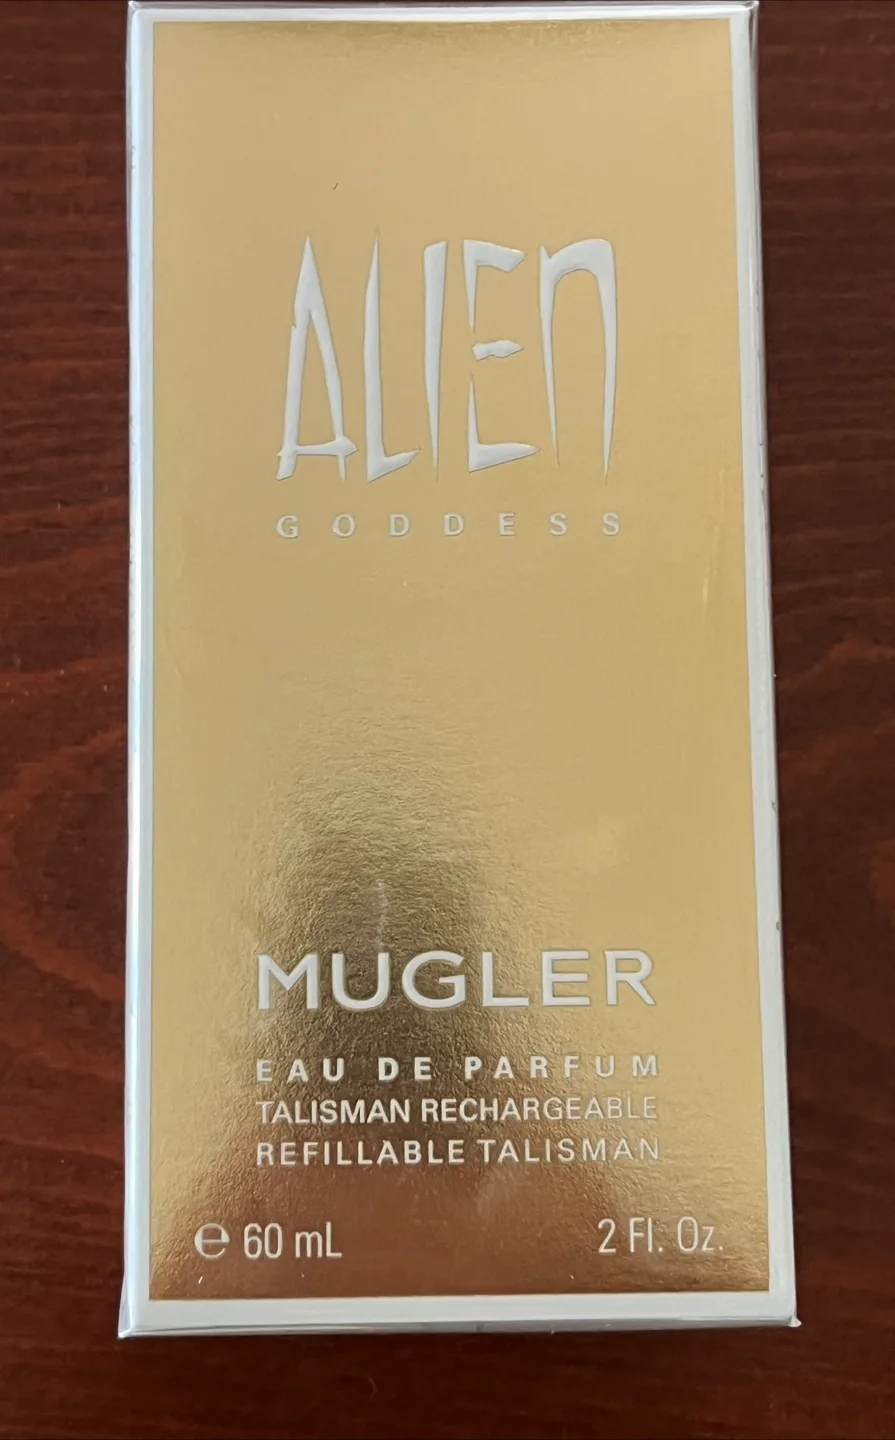 ALIEN
GODDESS
MUGLER
EAU DE PARFUM
TALISMAN RECHARGEABLE
REFILLABLE TALISMAN
℮ 60 mL 2 Fl. Oz.